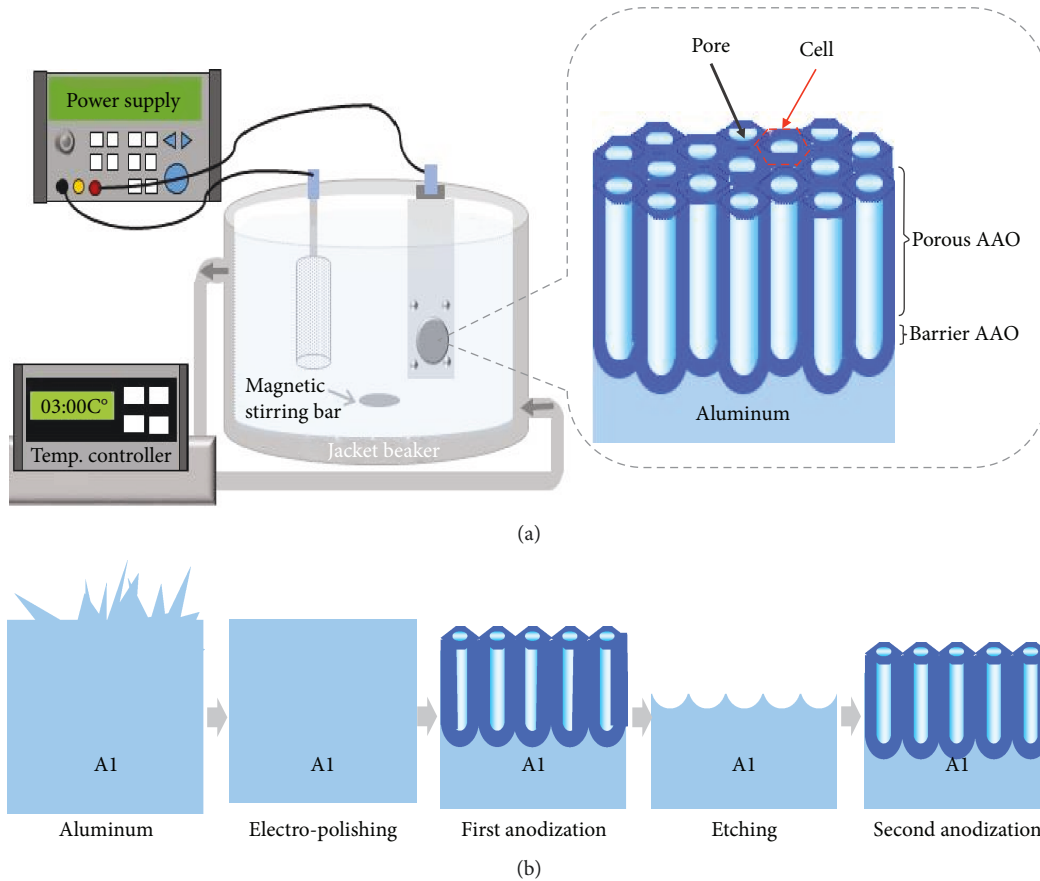 Power supply
Pore
Cell
Porous AAO
Barrier AAO
Aluminum
Magnetic
stirring bar
03:00C°
Temp. controller
Jacket beaker
(a)
A1
A1
A1
A1
A1
Aluminum
Electro-polishing
First anodization
Etching
Second anodization
(b)